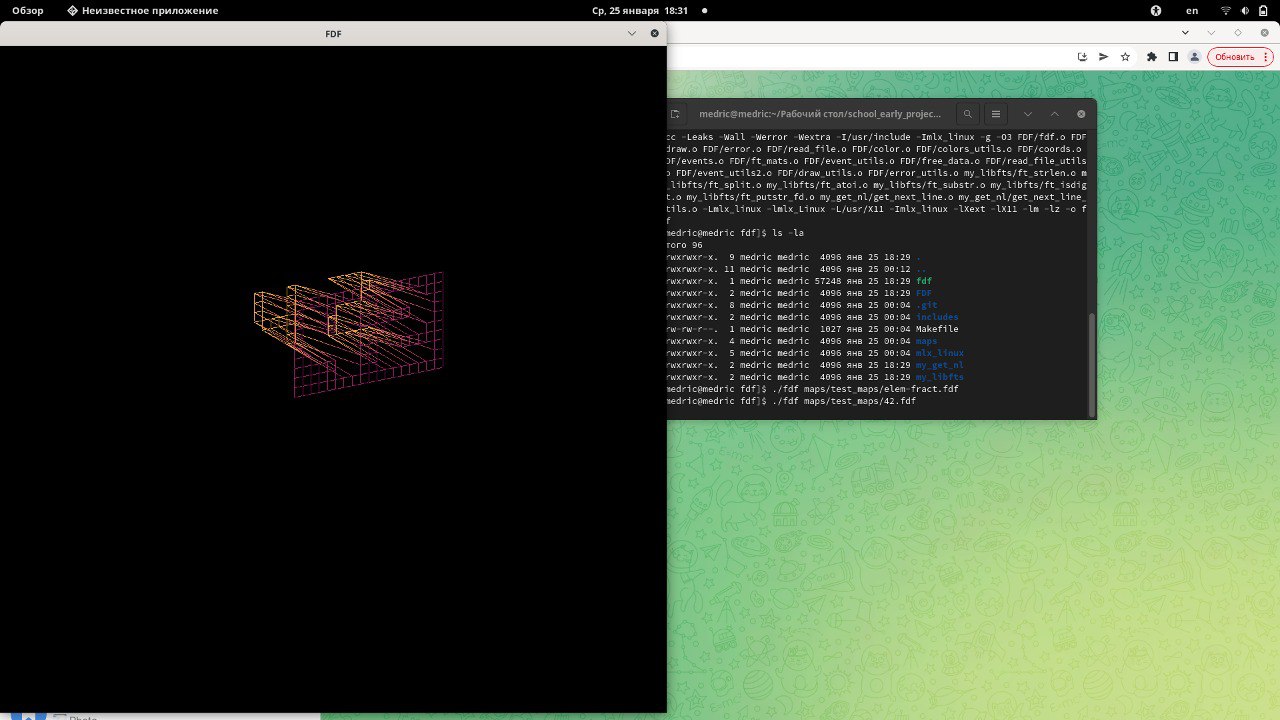 Обзор
Неизвестное приложение
Ср, 25 января 18:31
en
FDF
Обновить
medric@medric:~/Рабочий стол/school_early_projec...
cc -Leaks -Wall -Werror -Wextra -I/usr/include -Imlx_linux -g -O3 FDF/fdf.o FDF
draw.o FDF/error.o FDF/read_file.o FDF/color.o FDF/colors_utils.o FDF/coords.o
F/events.o FDF/ft_mats.o FDF/event_utils.o FDF/free_data.o FDF/read_file_utils
FDF/event_utils2.o FDF/draw_utils.o FDF/error_utils.o my_libfts/ft_strlen.o m
_libfts/ft_split.o my_libfts/ft_atoi.o my_libfts/ft_substr.o my_libfts/ft_isdig
t.o my_libfts/ft_putstr_fd.o my_get_nl/get_next_line.o my_get_nl/get_next_line_
tils.o -Lmlx_linux -lmlx_Linux -L/usr/X11 -Imlx_linux -lXext -lX11 -lm -lz -o f
f
medric@medric fdf]$ ls -la
того 96
rwxrwxr-x. 9 medric medric 4096 янв 25 18:29 .
rwxrwxr-x. 11 medric medric 4096 янв 25 00:12 ..
rwxrwxr-x. 1 medric medric 57248 янв 25 18:29 fdf
rwxrwxr-x. 2 medric medric 4096 янв 25 18:29 FDF
rwxrwxr-x. 8 medric medric 4096 янв 25 00:04 .git
rwxrwxr-x. 2 medric medric 4096 янв 25 00:04 includes
rw-rw-r--. 1 medric medric 1027 янв 25 00:04 Makefile
rwxrwxr-x. 4 medric medric 4096 янв 25 00:04 maps
rwxrwxr-x. 5 medric medric 4096 янв 25 00:04 mlx_linux
rwxrwxr-x. 2 medric medric 4096 янв 25 18:29 my_get_nl
rwxrwxr-x. 2 medric medric 4096 янв 25 18:29 my_libfts
medric@medric fdf]$ ./fdf maps/test_maps/elem-fract.fdf
medric@medric fdf]$ ./fdf maps/test_maps/42.fdf
Photo